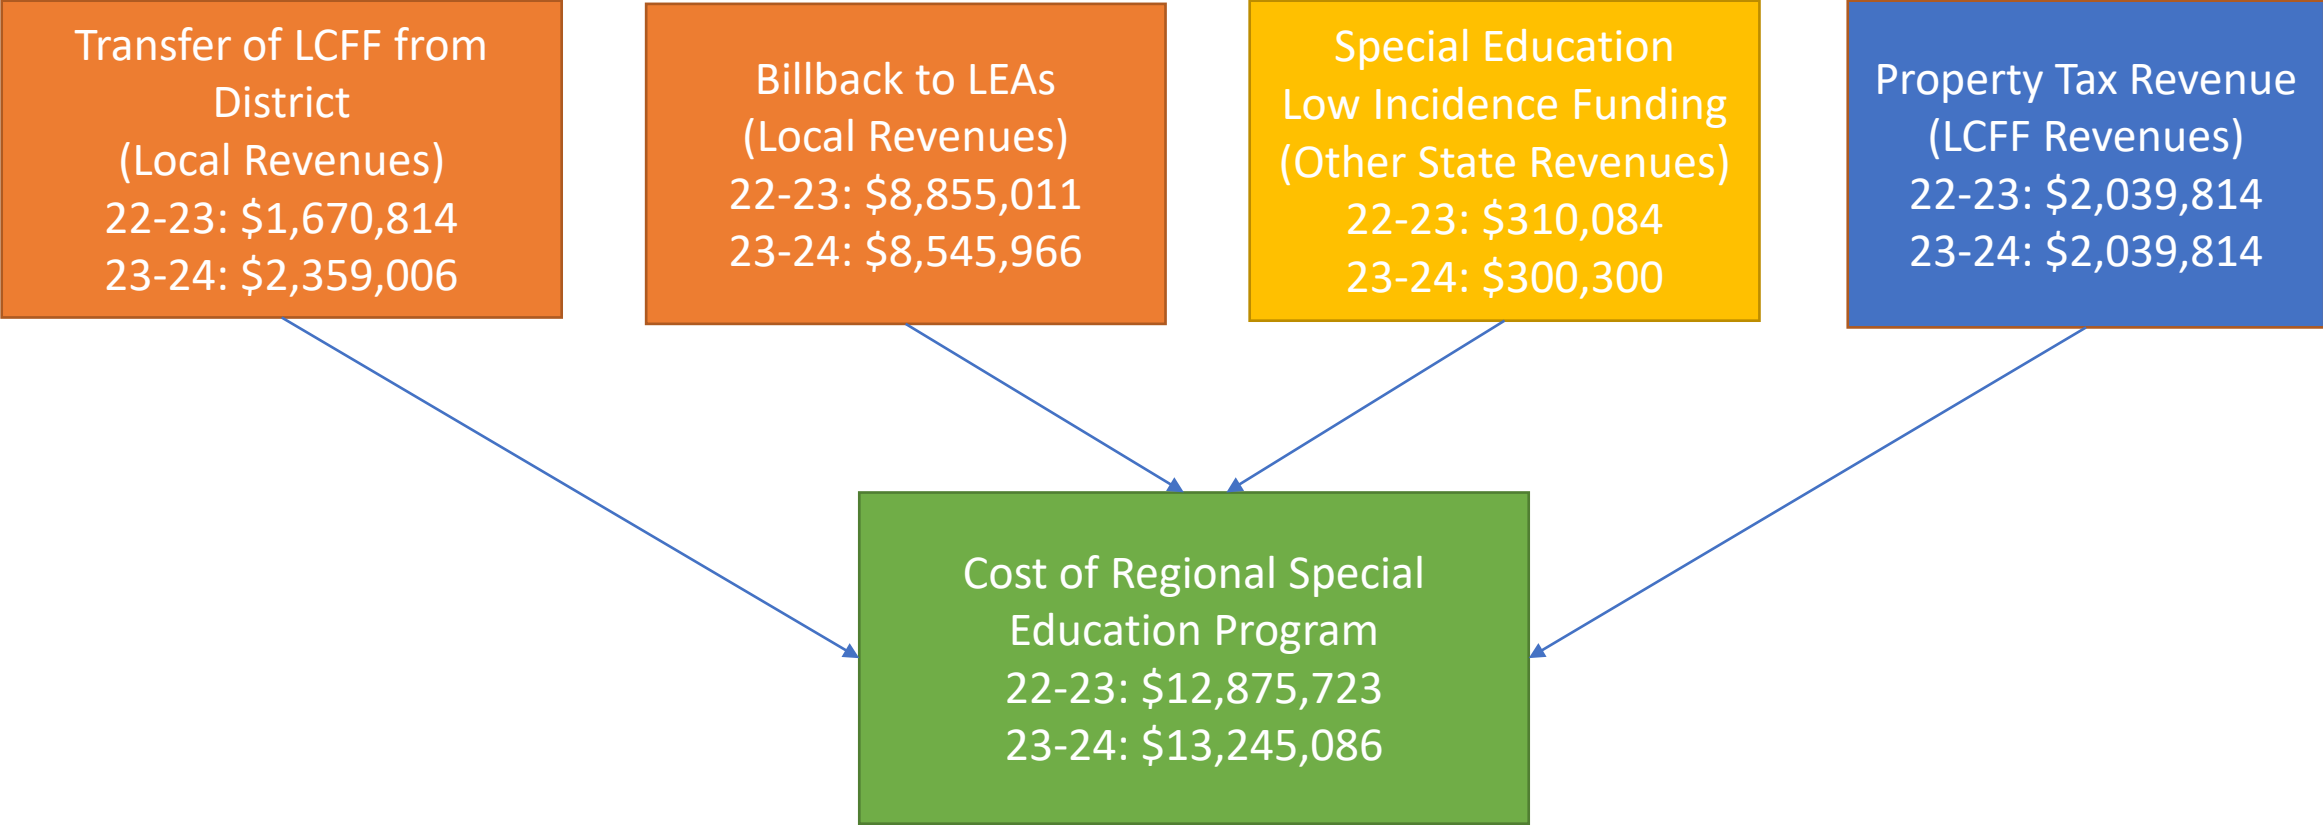 Transfer of LCFF from
District
(Local Revenues)
22-23: $1,670,814
23-24: $2,359,006
Billback to LEAs
(Local Revenues)
22-23: $8,855,011
23-24: $8,545,966
Special Education
Low Incidence Funding
(Other State Revenues)
22-23: $310,084
23-24: $300,300
Property Tax Revenue
(LCFF Revenues)
22-23: $2,039,814
23-24: $2,039,814
Cost of Regional Special
Education Program
22-23: $12,875,723
23-24: $13,245,086